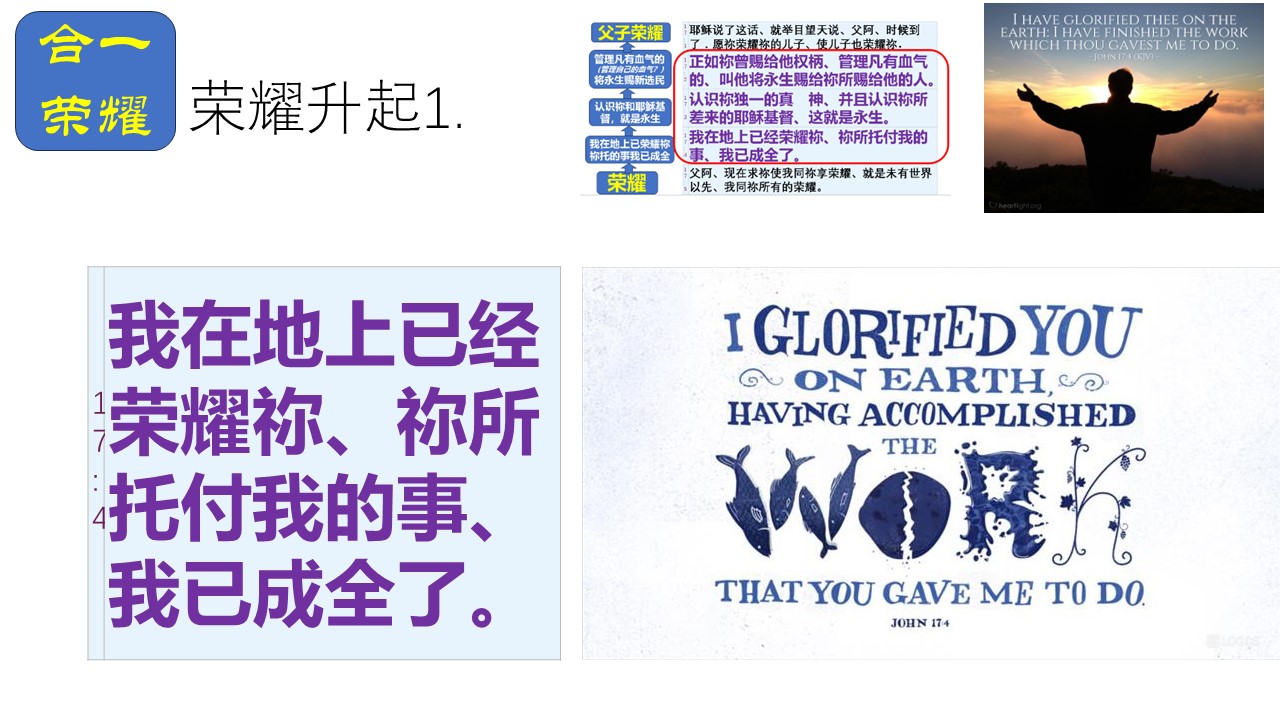 合一
荣耀
荣耀升起1.
父子荣耀
管理凡有血气的
(管理自己的血气?)
将永生赐新选民
认识祢和耶稣基
督,就是永生
我在地上已荣耀祢
祢托的事我已成全
荣耀
耶稣说了这话、就举目望天说、父阿、时候到
了.愿祢荣耀祢的儿子、使儿子也荣耀祢.
正如祢曾赐给他权柄、管理凡有血气
的、叫他将永生赐给祢所赐给他的人。
认识祢独一的真 神、并且认识祢所
差来的耶稣基督、这就是永生。
我在地上已经荣耀祢、祢所托付我的
事、我已成全了。
父阿、现在求祢使我同祢享荣耀、就是未有世界
以先、我同祢所有的荣耀。
I HAVE GLORIFIED THEE ON THE
EARTH: I HAVE FINISHED THE WORK
WHICH THOU GAVEST ME TO DO.
JOHN 17:4 (KJV)
heartlight.org
17:4
我在地上已经
荣耀祢、祢所
托付我的事、
我已成全了。
I GLORIFIED YOU
ON EARTH,
HAVING ACCOMPLISHED
THE
WORK
THAT YOU GAVE ME TO DO.
JOHN 17:4
LOGOS